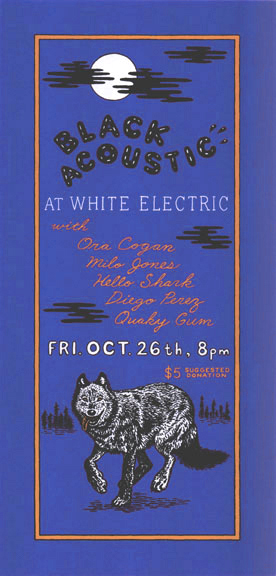 BLACK
ACOUSTIC
AT WHITE ELECTRIC
with
Ora Cogan
Milo Jones
Hello Shark
Diego Perez
Quaky Gum
FRI. OCT. 26th, 8pm
$5 SUGGESTED
DONATION